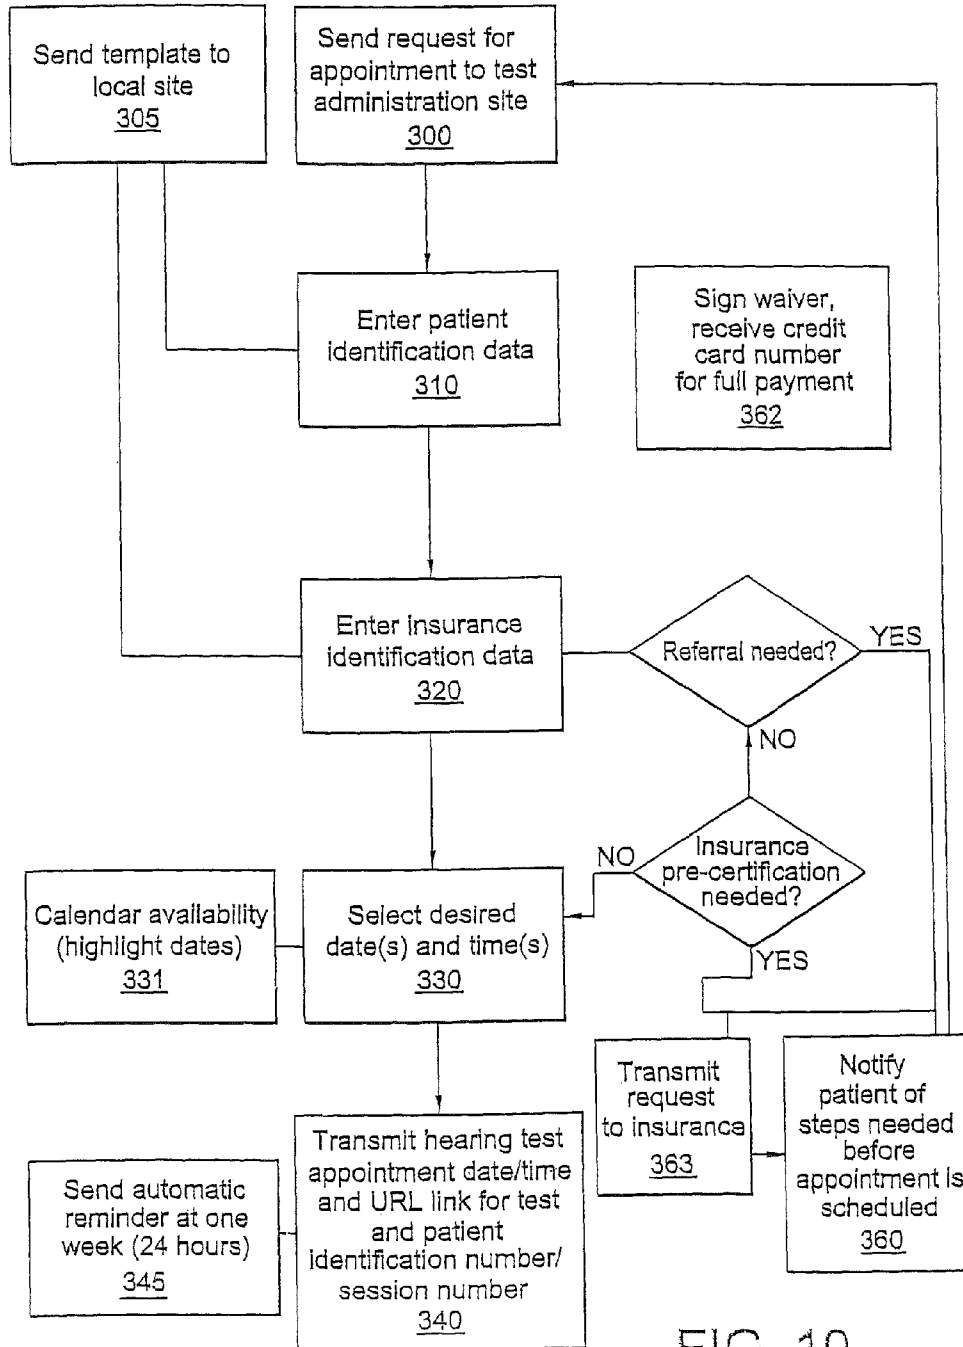 Send template to
local site
305
Send request for
appointment to test
administration site
300
Enter patient
identification data
310
Sign waiver,
receive credit
card number
for full payment
362
Enter insurance
identification data
320
Referral needed?
YES
NO
Insurance
pre-certification
needed?
NO
YES
Calendar availability
(highlight dates)
331
Select desired
date(s) and time(s)
330
Transmit
request
to insurance
363
Notify
patient of
steps needed
before
appointment is
scheduled
360
Send automatic
reminder at one
week (24 hours)
345
Transmit hearing test
appointment date/time
and URL link for test
and patient
identification number/
session number
340
FIG. 10